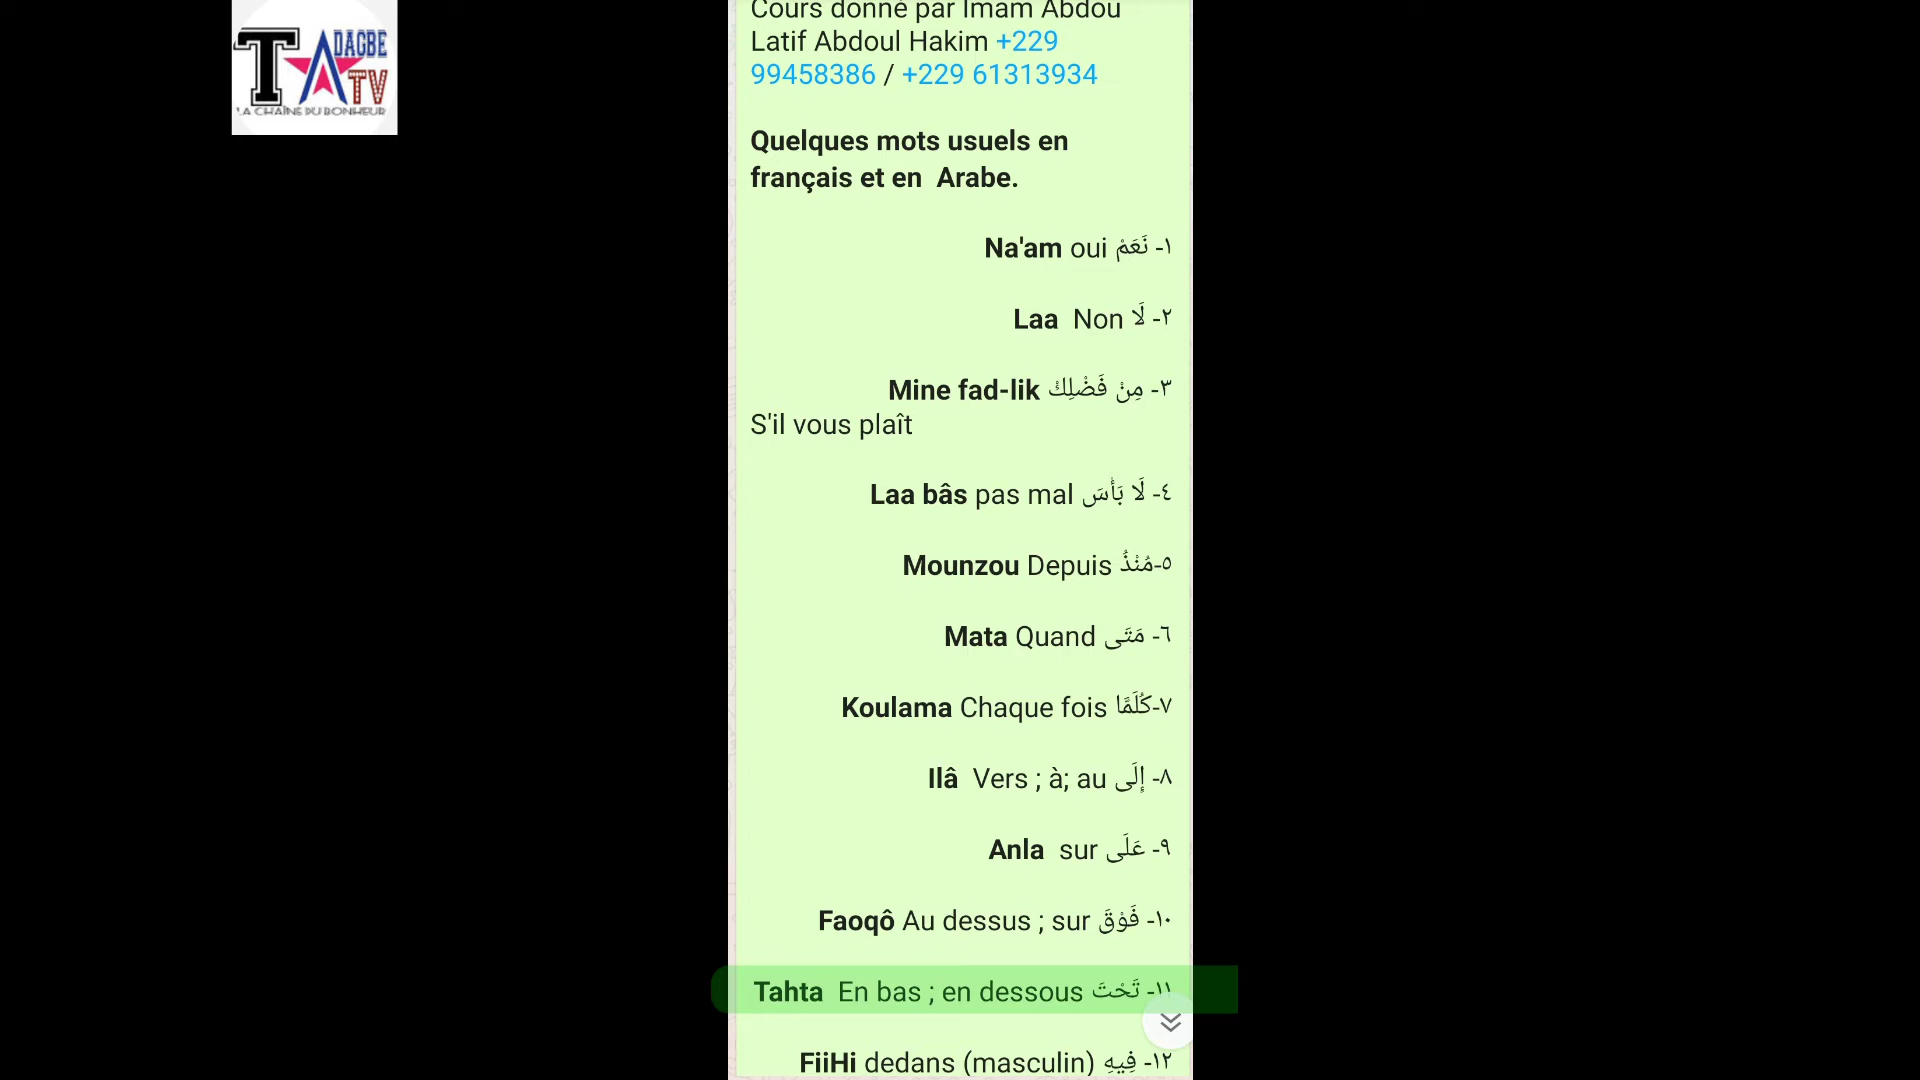 T
ADAGBE
TV
LA CHAÎNE DU BONHEUR
Cours donné par Imam Abdou
Latif Abdoul Hakim +229
99458386 / +229 61313934
Quelques mots usuels en
français et en Arabe.
١- نَعَمْ Na'am oui
٢- لَا Laa Non
٣- مِنْ فَضْلِكْ Mine fad-lik
S'il vous plaît
٤- لَا بَأْسَ Laa bâs pas mal
٥-مُنْذُ Mounzou Depuis
٦- مَتَى Mata Quand
٧-كُلَمَّا Koulama Chaque fois
٨- إِلَى Ilâ Vers ; à; au
٩- عَلَى Anla sur
١٠- فَوْقَ Faoqô Au dessus ; sur
١١- تَحْتَ Tahta En bas ; en dessous
١٢- فِيهِ FiiHi dedans (masculin)